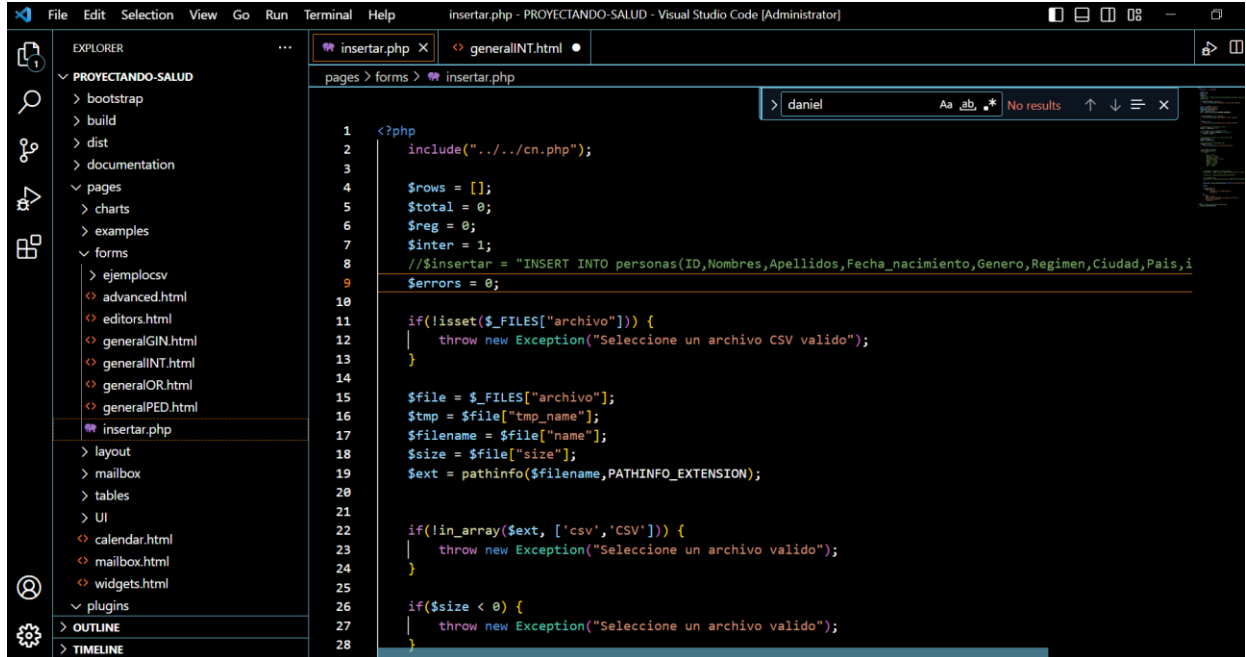 File Edit Selection View Go Run Terminal Help insertar.php - PROYECTANDO-SALUD - Visual Studio Code [Administrator]
EXPLORER ...
insertar.php × generalINT.html ●
1
PROYECTANDO-SALUD
pages > forms > insertar.php
> bootstrap
> build
> dist
> documentation
pages
> charts
> examples
forms
> ejemplocsv
advanced.html
editors.html
generalGIN.html
generalINT.html
generalOR.html
generalPED.html
insertar.php
> layout
> mailbox
> tables
> UI
calendar.html
mailbox.html
widgets.html
plugins
> OUTLINE
> TIMELINE
> daniel Aa ab .* No results
1 <?php
2 include("../../cn.php");
3
4 $rows = [];
5 $total = 0;
6 $reg = 0;
7 $inter = 1;
8 //$insertar = "INSERT INTO personas(ID,Nombres,Apellidos,Fecha_nacimiento,Genero,Regimen,Ciudad,Pais,i
9 $errors = 0;
10
11 if(!isset($_FILES["archivo"])) {
12 throw new Exception("Seleccione un archivo CSV valido");
13 }
14
15 $file = $_FILES["archivo"];
16 $tmp = $file["tmp_name"];
17 $filename = $file["name"];
18 $size = $file["size"];
19 $ext = pathinfo($filename,PATHINFO_EXTENSION);
20
21
22 if(!in_array($ext, ['csv','CSV'])) {
23 throw new Exception("Seleccione un archivo valido");
24 }
25
26 if($size < 0) {
27 throw new Exception("Seleccione un archivo valido");
28 }